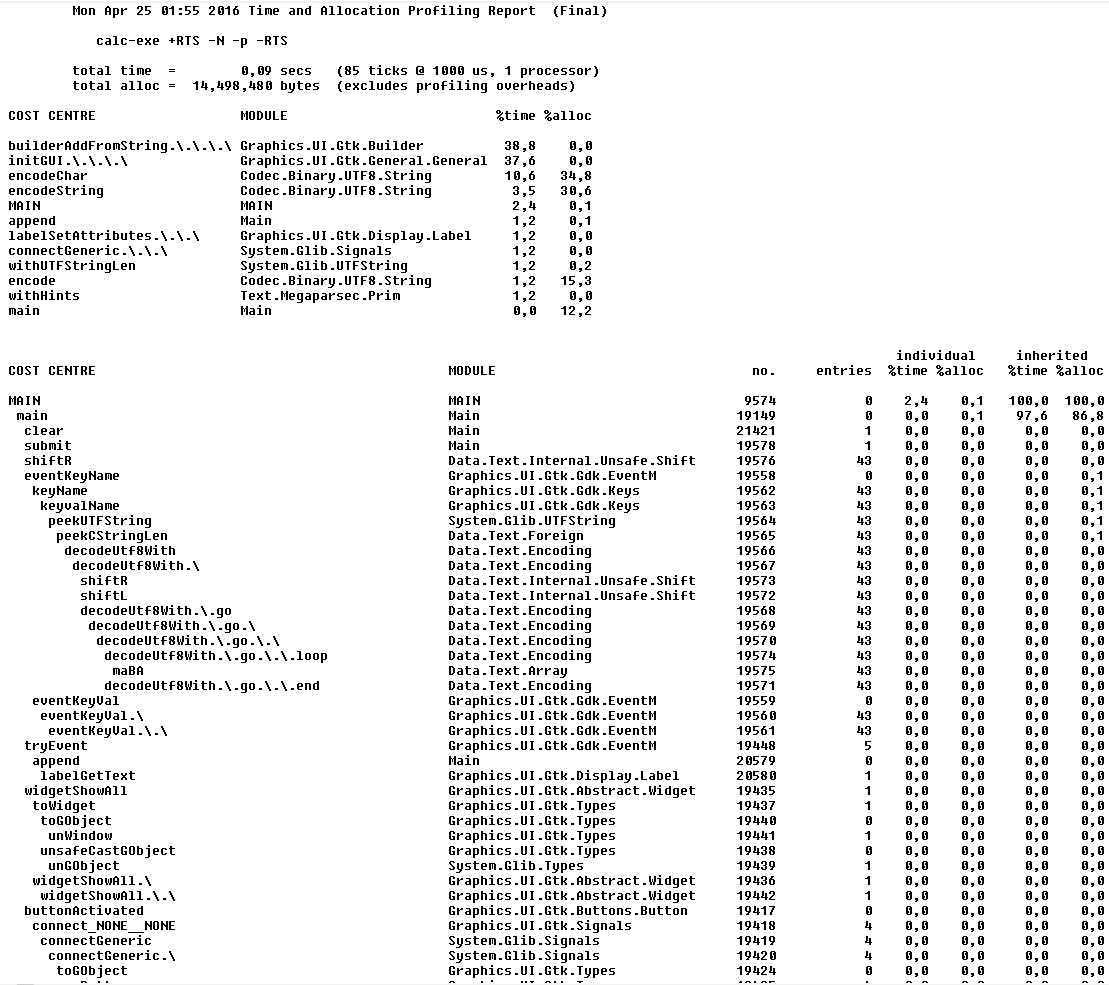 Mon Apr 25 01:55 2016 Time and Allocation Profiling Report  (Final)
calc-exe +RTS -N -p -RTS
total time  =        0,09 secs   (85 ticks @ 1000 us, 1 processor)
total alloc =  14,498,480 bytes  (excludes profiling overheads)
COST CENTRE MODULE %time %alloc
builderAddFromString.\.\.\.\ Graphics.UI.Gtk.Builder 38,8 0,0
initGUI.\.\.\.\ Graphics.UI.Gtk.General.General 37,6 0,0
encodeChar Codec.Binary.UTF8.String 10,6 34,8
encodeString Codec.Binary.UTF8.String 3,5 30,6
MAIN MAIN 2,4 0,1
append Main 1,2 0,1
labelSetAttributes.\.\.\ Graphics.UI.Gtk.Display.Label 1,2 0,0
connectGeneric.\.\.\ System.Glib.Signals 1,2 0,0
withUTFStringLen System.Glib.UTFString 1,2 0,2
encode Codec.Binary.UTF8.String 1,2 15,3
withHints Text.Megaparsec.Prim 1,2 0,0
main Main 0,0 12,2
individual inherited
COST CENTRE MODULE no. entries %time %alloc %time %alloc
MAIN MAIN 9574 0 2,4 0,1 100,0 100,0
main Main 19149 0 0,0 0,1 97,6 86,8
clear Main 21421 1 0,0 0,0 0,0 0,0
submit Main 19578 1 0,0 0,0 0,0 0,0
shiftR Data.Text.Internal.Unsafe.Shift 19576 43 0,0 0,0 0,0 0,0
eventKeyName Graphics.UI.Gtk.Gdk.EventM 19558 0 0,0 0,0 0,0 0,1
keyName Graphics.UI.Gtk.Gdk.Keys 19562 43 0,0 0,0 0,0 0,1
keyvalName Graphics.UI.Gtk.Gdk.Keys 19563 43 0,0 0,0 0,0 0,1
peekUTFString System.Glib.UTFString 19564 43 0,0 0,0 0,0 0,1
peekCStringLen Data.Text.Foreign 19565 43 0,0 0,0 0,0 0,1
decodeUtf8With Data.Text.Encoding 19566 43 0,0 0,0 0,0 0,0
decodeUtf8With.\ Data.Text.Encoding 19567 43 0,0 0,0 0,0 0,0
shiftR Data.Text.Internal.Unsafe.Shift 19573 43 0,0 0,0 0,0 0,0
shiftL Data.Text.Internal.Unsafe.Shift 19572 43 0,0 0,0 0,0 0,0
decodeUtf8With.\.go Data.Text.Encoding 19568 43 0,0 0,0 0,0 0,0
decodeUtf8With.\.go.\ Data.Text.Encoding 19569 43 0,0 0,0 0,0 0,0
decodeUtf8With.\.go.\.\ Data.Text.Encoding 19570 43 0,0 0,0 0,0 0,0
decodeUtf8With.\.go.\.\.loop Data.Text.Encoding 19574 43 0,0 0,0 0,0 0,0
maBA Data.Text.Array 19575 43 0,0 0,0 0,0 0,0
decodeUtf8With.\.go.\.\.end Data.Text.Encoding 19571 43 0,0 0,0 0,0 0,0
eventKeyVal Graphics.UI.Gtk.Gdk.EventM 19559 0 0,0 0,0 0,0 0,0
eventKeyVal.\ Graphics.UI.Gtk.Gdk.EventM 19560 43 0,0 0,0 0,0 0,0
eventKeyVal.\.\ Graphics.UI.Gtk.Gdk.EventM 19561 43 0,0 0,0 0,0 0,0
tryEvent Graphics.UI.Gtk.Gdk.EventM 19448 5 0,0 0,0 0,0 0,0
append Main 20579 0 0,0 0,0 0,0 0,0
labelGetText Graphics.UI.Gtk.Display.Label 20580 1 0,0 0,0 0,0 0,0
widgetShowAll Graphics.UI.Gtk.Abstract.Widget 19435 1 0,0 0,0 0,0 0,0
toWidget Graphics.UI.Gtk.Types 19437 1 0,0 0,0 0,0 0,0
toGObject Graphics.UI.Gtk.Types 19440 0 0,0 0,0 0,0 0,0
unWindow Graphics.UI.Gtk.Types 19441 1 0,0 0,0 0,0 0,0
unsafeCastGObject Graphics.UI.Gtk.Types 19438 0 0,0 0,0 0,0 0,0
unGObject System.Glib.Types 19439 1 0,0 0,0 0,0 0,0
widgetShowAll.\ Graphics.UI.Gtk.Abstract.Widget 19436 1 0,0 0,0 0,0 0,0
widgetShowAll.\.\ Graphics.UI.Gtk.Abstract.Widget 19442 1 0,0 0,0 0,0 0,0
buttonActivated Graphics.UI.Gtk.Buttons.Button 19417 0 0,0 0,0 0,0 0,0
connect_NONE__NONE Graphics.UI.Gtk.Signals 19418 4 0,0 0,0 0,0 0,0
connectGeneric System.Glib.Signals 19419 4 0,0 0,0 0,0 0,0
connectGeneric.\ System.Glib.Signals 19420 4 0,0 0,0 0,0 0,0
toGObject Graphics.UI.Gtk.Types 19424 0 0,0 0,0 0,0 0,0